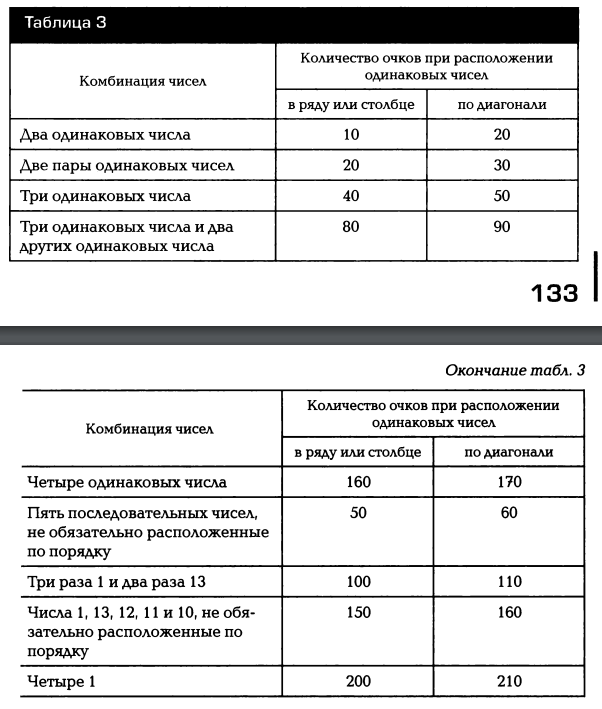 Таблица 3
Комбинация чисел
Количество очков при расположении
одинаковых чисел
в ряду или столбце по диагонали
Два одинаковых числа 10 20
Две пары одинаковых чисел 20 30
Три одинаковых числа 40 50
Три одинаковых числа и два 80 90
других одинаковых числа
133
Окончание табл. 3
Комбинация чисел
Количество очков при расположении
одинаковых чисел
в ряду или столбце по диагонали
Четыре одинаковых числа 160 170
Пять последовательных чисел, 50 60
не обязательно расположенные
по порядку
Три раза 1 и два раза 13 100 110
Числа 1, 13, 12, 11 и 10, не обя- 150 160
зательно расположенные по
порядку
Четыре 1 200 210